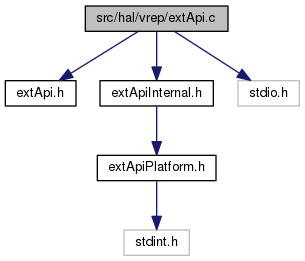 src/hal/vrep/extApi.c
extApi.h
extApiInternal.h
stdio.h
extApiPlatform.h
stdint.h